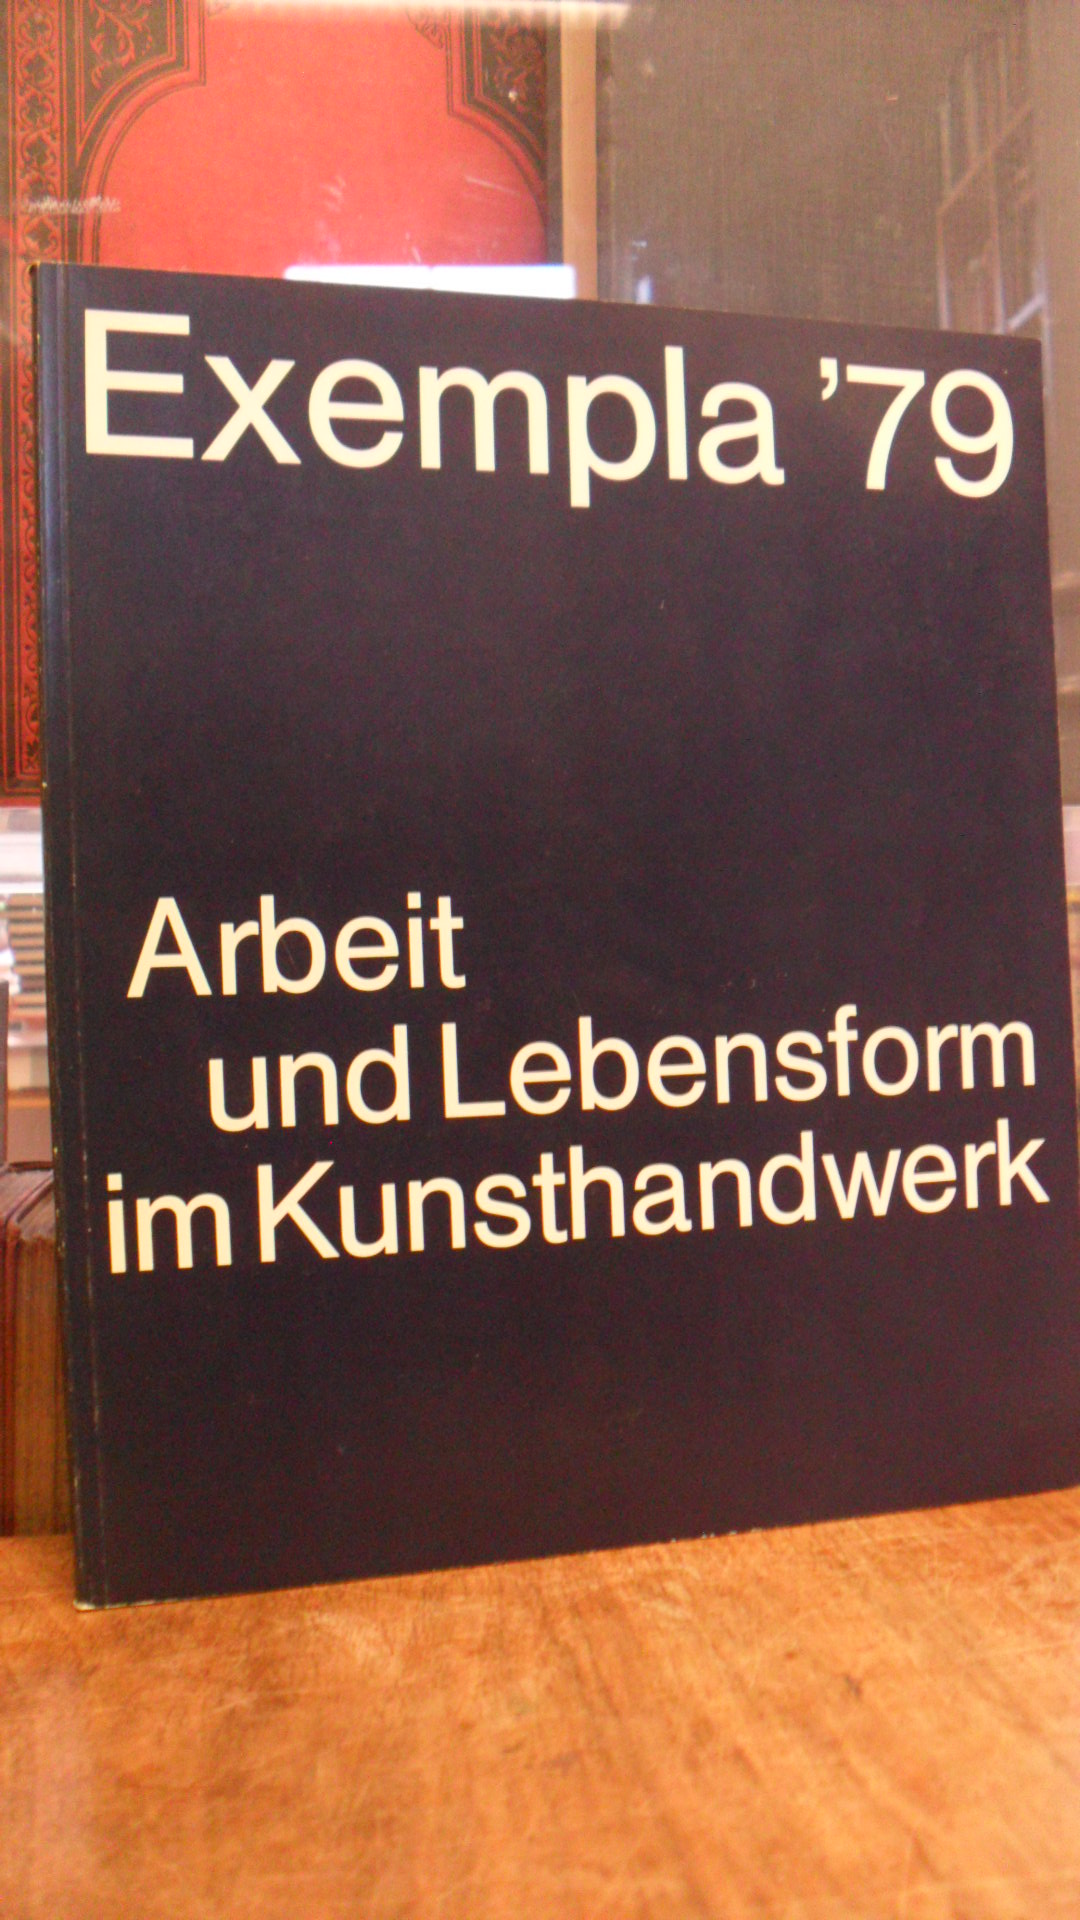 Exempla ’79
Arbeit
und Lebensform
im Kunsthandwerk